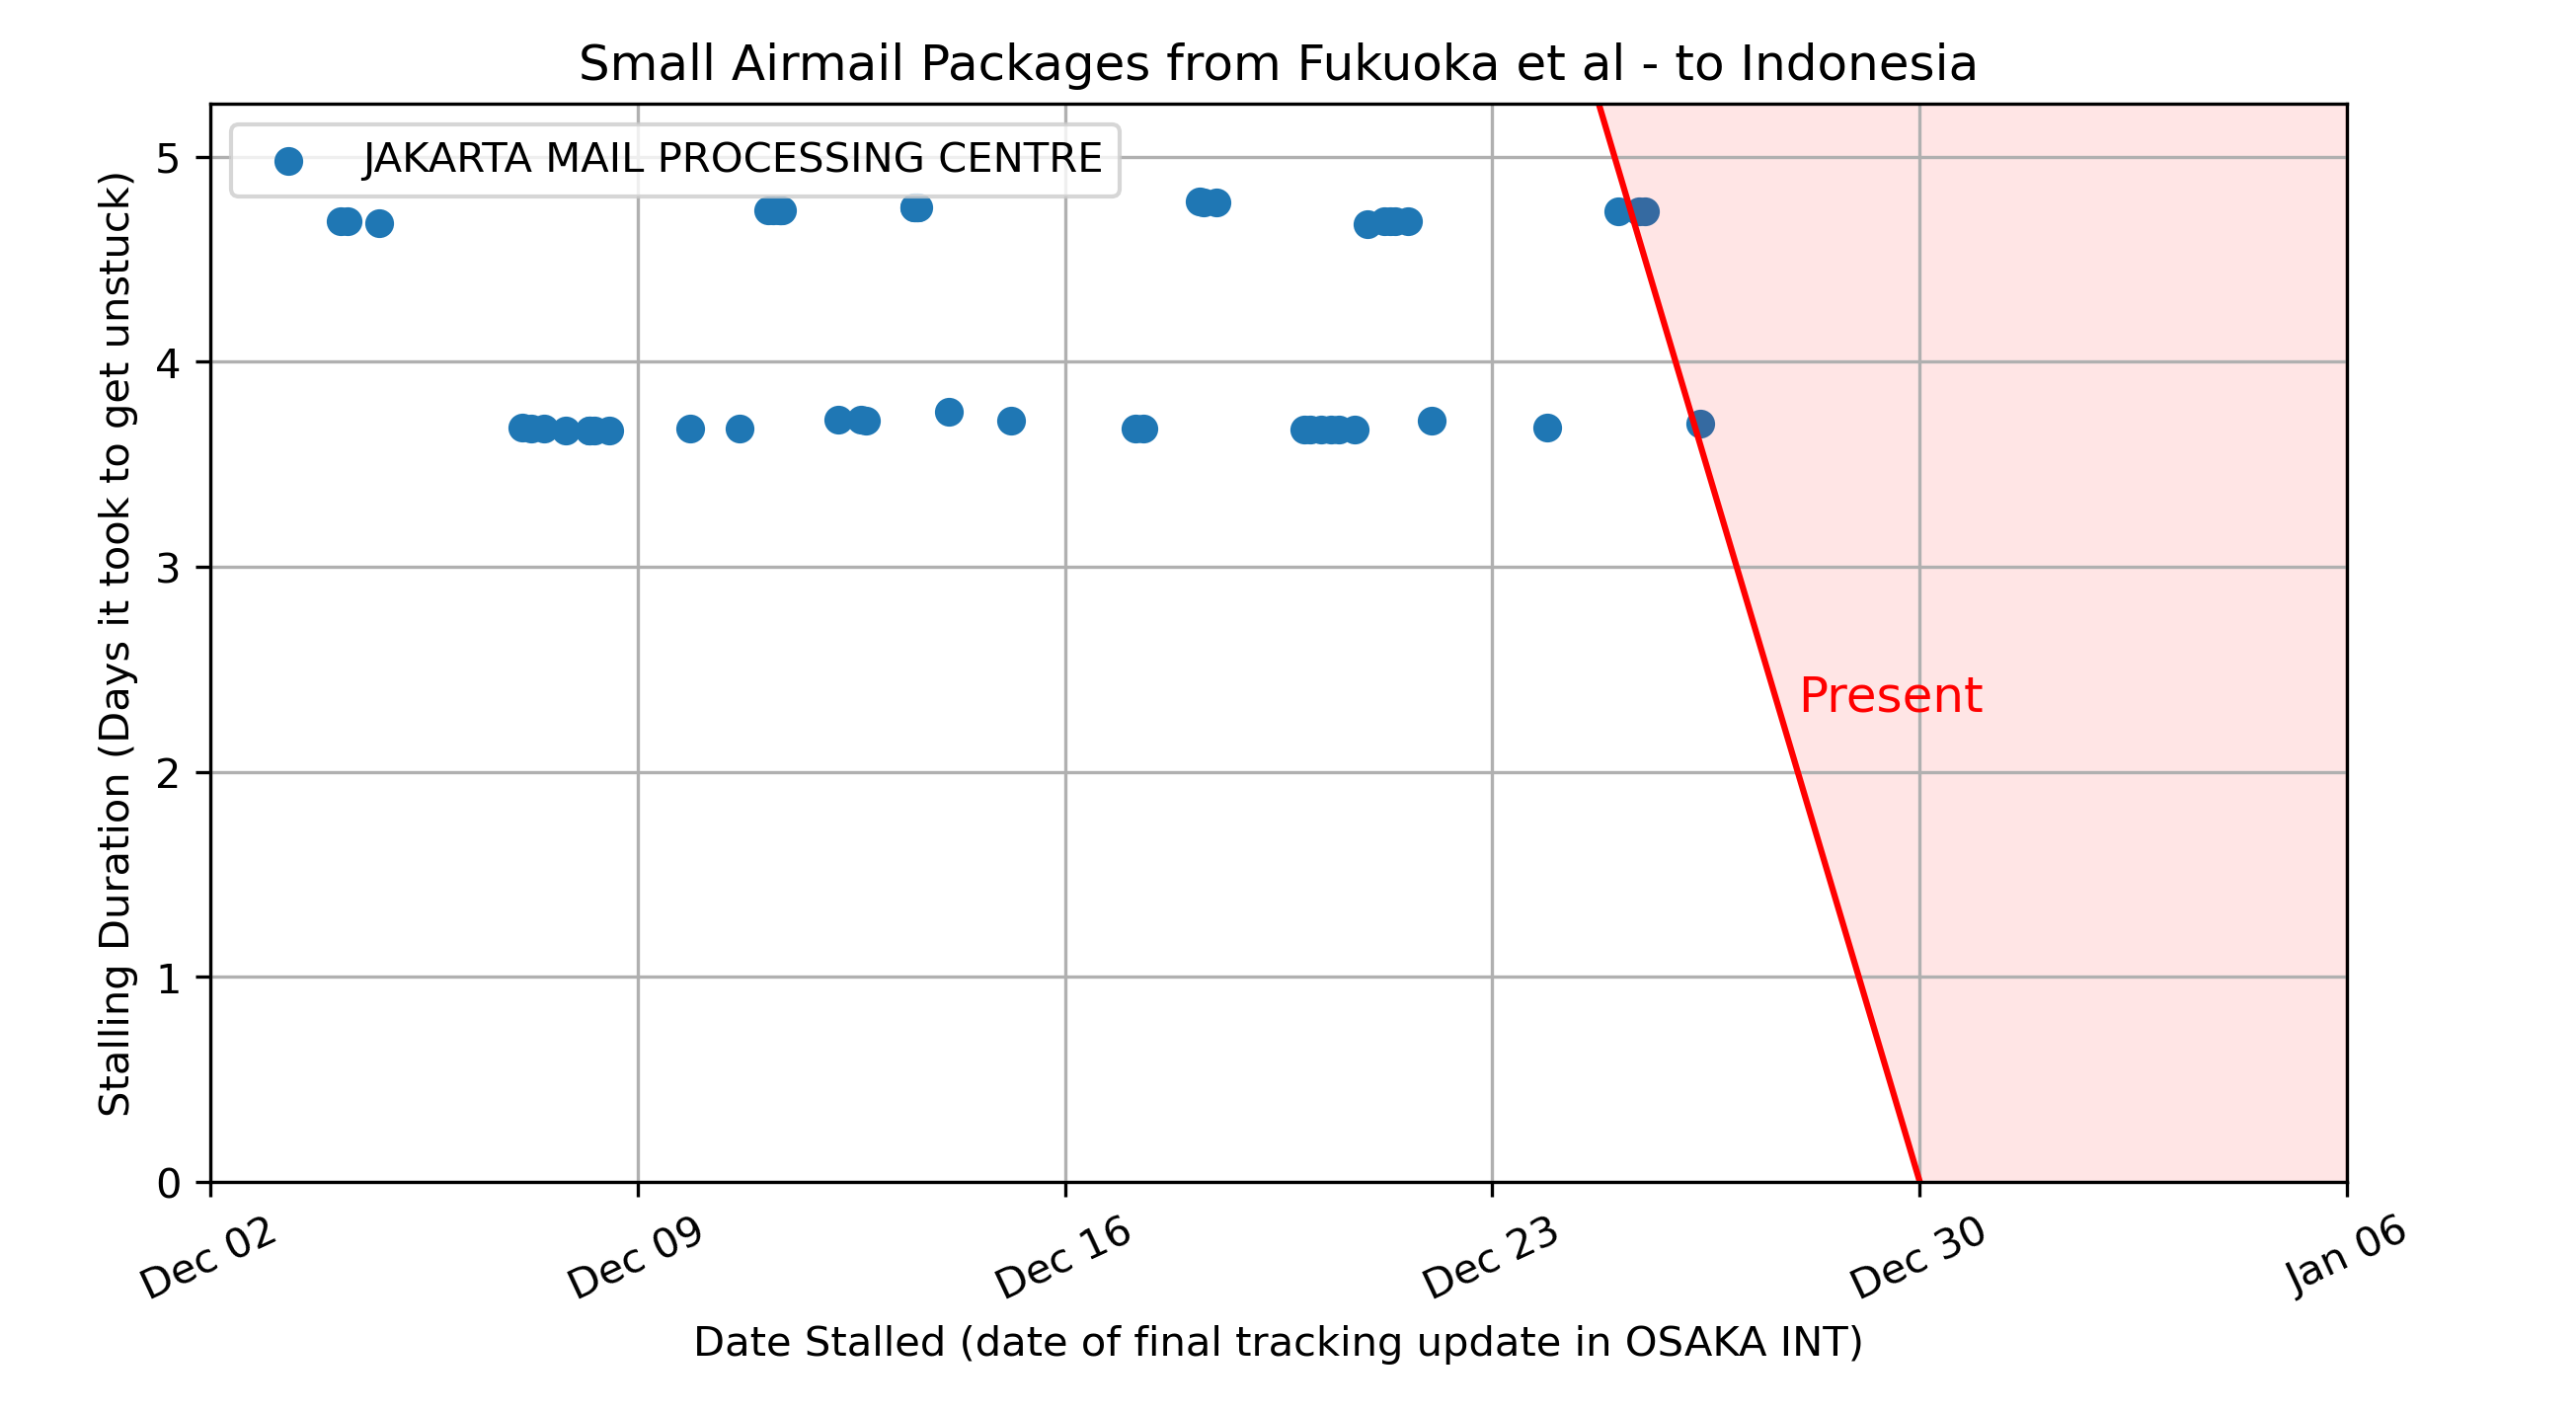 Small Airmail Packages from Fukuoka et al - to Indonesia
JAKARTA MAIL PROCESSING CENTRE
Stalling Duration (Days it took to get unstuck)
5
4
3
2
1
0
Present
Dec 02
Dec 09
Dec 16
Dec 23
Dec 30
Jan 06
Date Stalled (date of final tracking update in OSAKA INT)